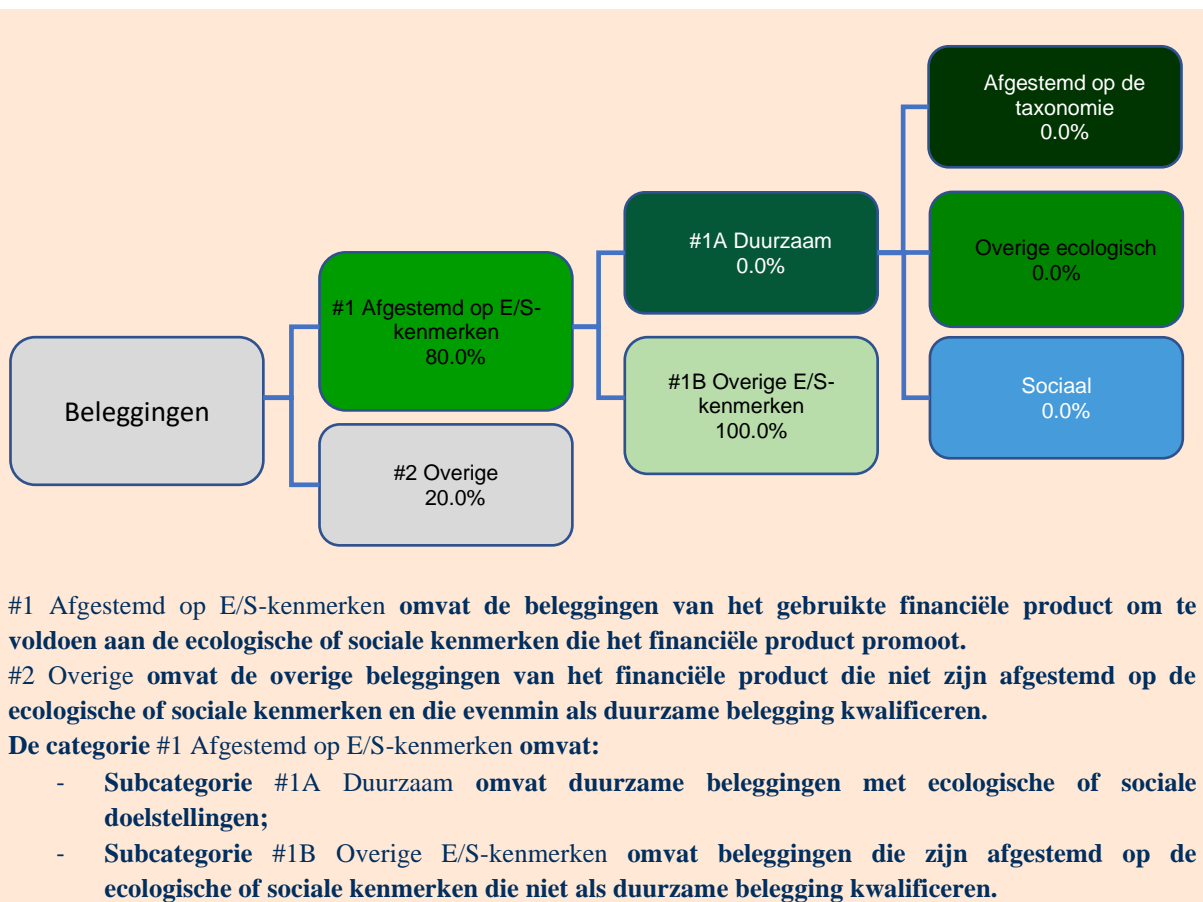 Beleggingen
#1 Afgestemd op E/S-
kenmerken
80.0%
#2 Overige
20.0%
#1A Duurzaam
0.0%
#1B Overige E/S-
kenmerken
100.0%
Afgestemd op de
taxonomie
0.0%
Overige ecologisch
0.0%
Sociaal
0.0%
#1 Afgestemd op E/S-kenmerken omvat de beleggingen van het gebruikte financiële product om te
voldoen aan de ecologische of sociale kenmerken die het financiële product promoot.
#2 Overige omvat de overige beleggingen van het financiële product die niet zijn afgestemd op de
ecologische of sociale kenmerken en die evenmin als duurzame belegging kwalificeren.
De categorie #1 Afgestemd op E/S-kenmerken omvat:
- Subcategorie #1A Duurzaam omvat duurzame beleggingen met ecologische of sociale
doelstellingen;
- Subcategorie #1B Overige E/S-kenmerken omvat beleggingen die zijn afgestemd op de
ecologische of sociale kenmerken die niet als duurzame belegging kwalificeren.